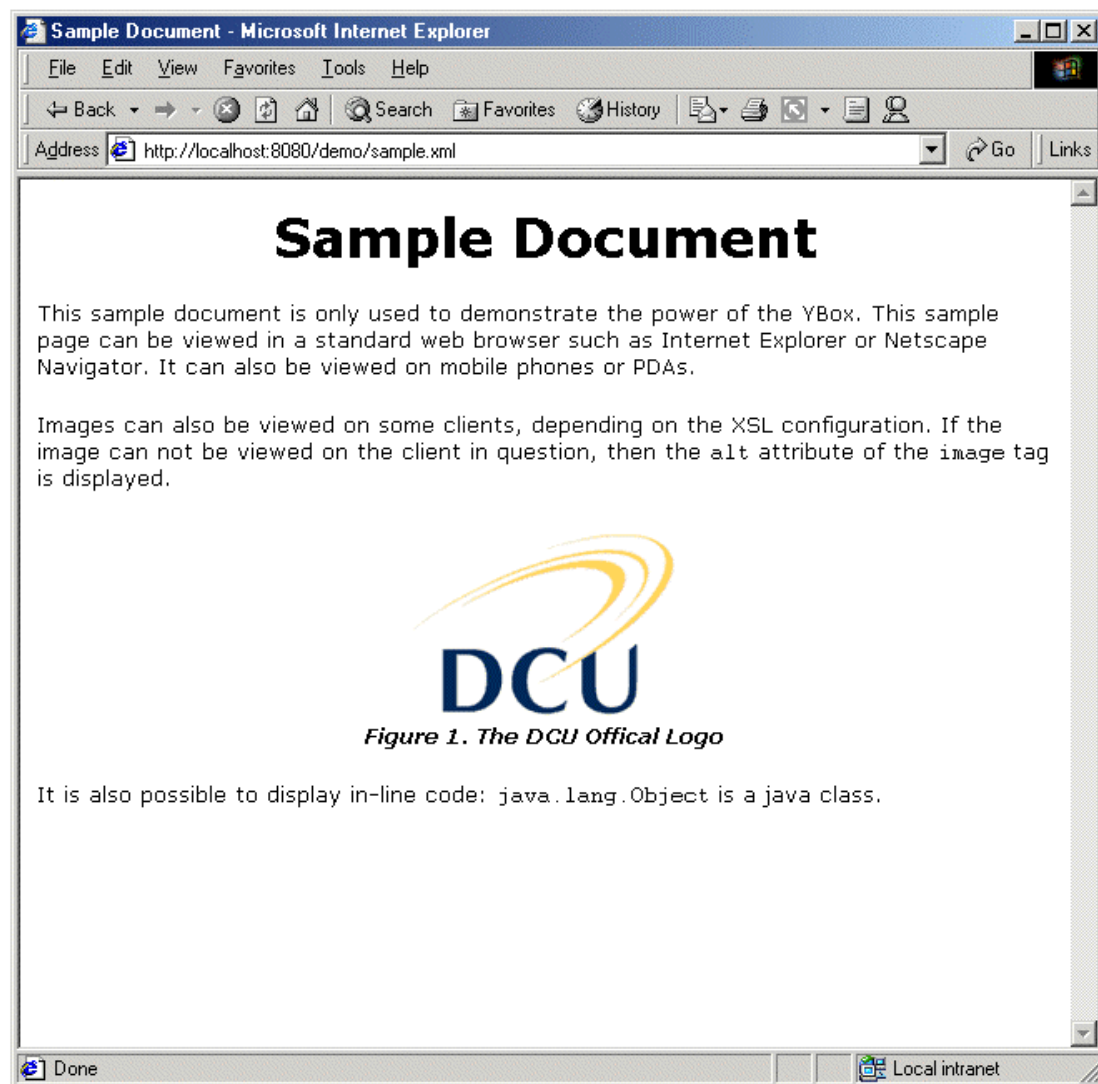 Sample Document - Microsoft Internet Explorer
File Edit View Favorites Tools Help
Back Search Favorites History
Address http://localhost:8080/demo/sample.xml Go Links
Sample Document
This sample document is only used to demonstrate the power of the YBox. This sample
page can be viewed in a standard web browser such as Internet Explorer or Netscape
Navigator. It can also be viewed on mobile phones or PDAs.
Images can also be viewed on some clients, depending on the XSL configuration. If the
image can not be viewed on the client in question, then the alt attribute of the image tag
is displayed.
DCU
Figure 1. The DCU Offical Logo
It is also possible to display in-line code: java.lang.Object is a java class.
Done Local intranet